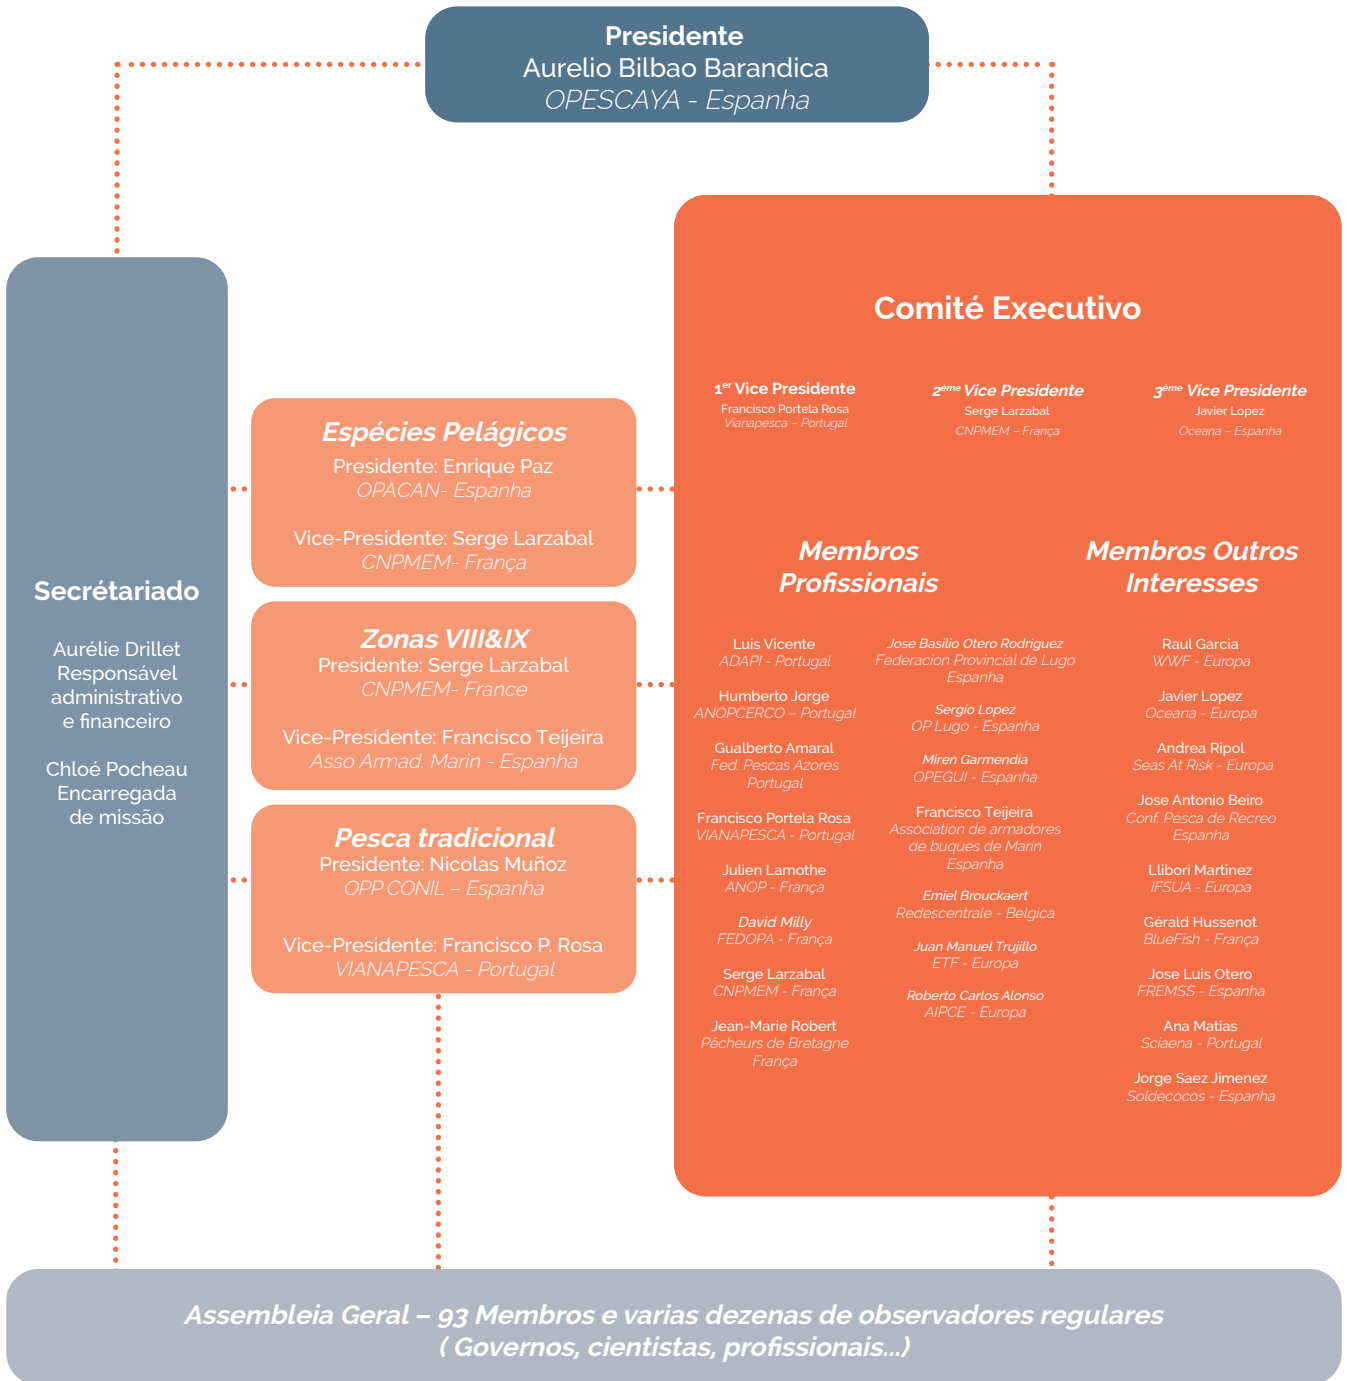 Presidente
Aurelio Bilbao Barandica
OPESCAYA - Espanha
Secrétariado
Aurélie Drillet
Responsável
administrativo
e financeiro
Chloé Pocheau
Encarregada
de missão
Espécies Pelágicos
Presidente: Enrique Paz
OPACAN- Espanha
Vice-Presidente: Serge Larzabal
CNPMEM- França
Zonas VIII&IX
Presidente: Serge Larzabal
CNPMEM- France
Vice-Presidente: Francisco Teijeira
Asso Armad. Marin - Espanha
Pesca tradicional
Presidente: Nicolas Muñoz
OPP CONIL – Espanha
Vice-Presidente: Francisco P. Rosa
VIANAPESCA - Portugal
Comité Executivo
1er Vice Presidente
Francisco Portela Rosa
Vianapesca – Portugal
2ème Vice Presidente
Serge Larzabal
CNPMEM – França
3ème Vice Presidente
Javier Lopez
Oceana – Espanha
Membros
Profissionais
Luis Vicente
ADAPI - Portugal
Humberto Jorge
ANOPCERCO – Portugal
Gualberto Amaral
Fed. Pescas Azores
Portugal
Francisco Portela Rosa
VIANAPESCA - Portugal
Julien Lamothe
ANOP - França
David Milly
FEDOPA - França
Serge Larzabal
CNPMEM - França
Jean-Marie Robert
Pêcheurs de Bretagne
França
Jose Basilio Otero Rodriguez
Federacion Provincial de Lugo
Espanha
Sergio Lopez
OP Lugo - Espanha
Miren Garmendia
OPEGUI - Espanha
Francisco Teijeira
Association de armadores
de buques de Marin
Espanha
Emiel Brouckaert
Redescentrale - Belgica
Juan Manuel Trujillo
ETF - Europa
Roberto Carlos Alonso
AIPCE - Europa
Membros Outros
Interesses
Raul Garcia
WWF - Europa
Javier Lopez
Oceana - Europa
Andrea Ripol
Seas At Risk - Europa
Jose Antonio Beiro
Conf. Pesca de Recreo
Espanha
Llibori Martinez
IFSUA - Europa
Gérald Hussenot
BlueFish - França
Jose Luis Otero
FREMSS - Espanha
Ana Matias
Sciaena - Portugal
Jorge Saez Jimenez
Soldecocos - Espanha
Assembleia Geral – 93 Membros e varias dezenas de observadores regulares
( Governos, cientistas, profissionais...)